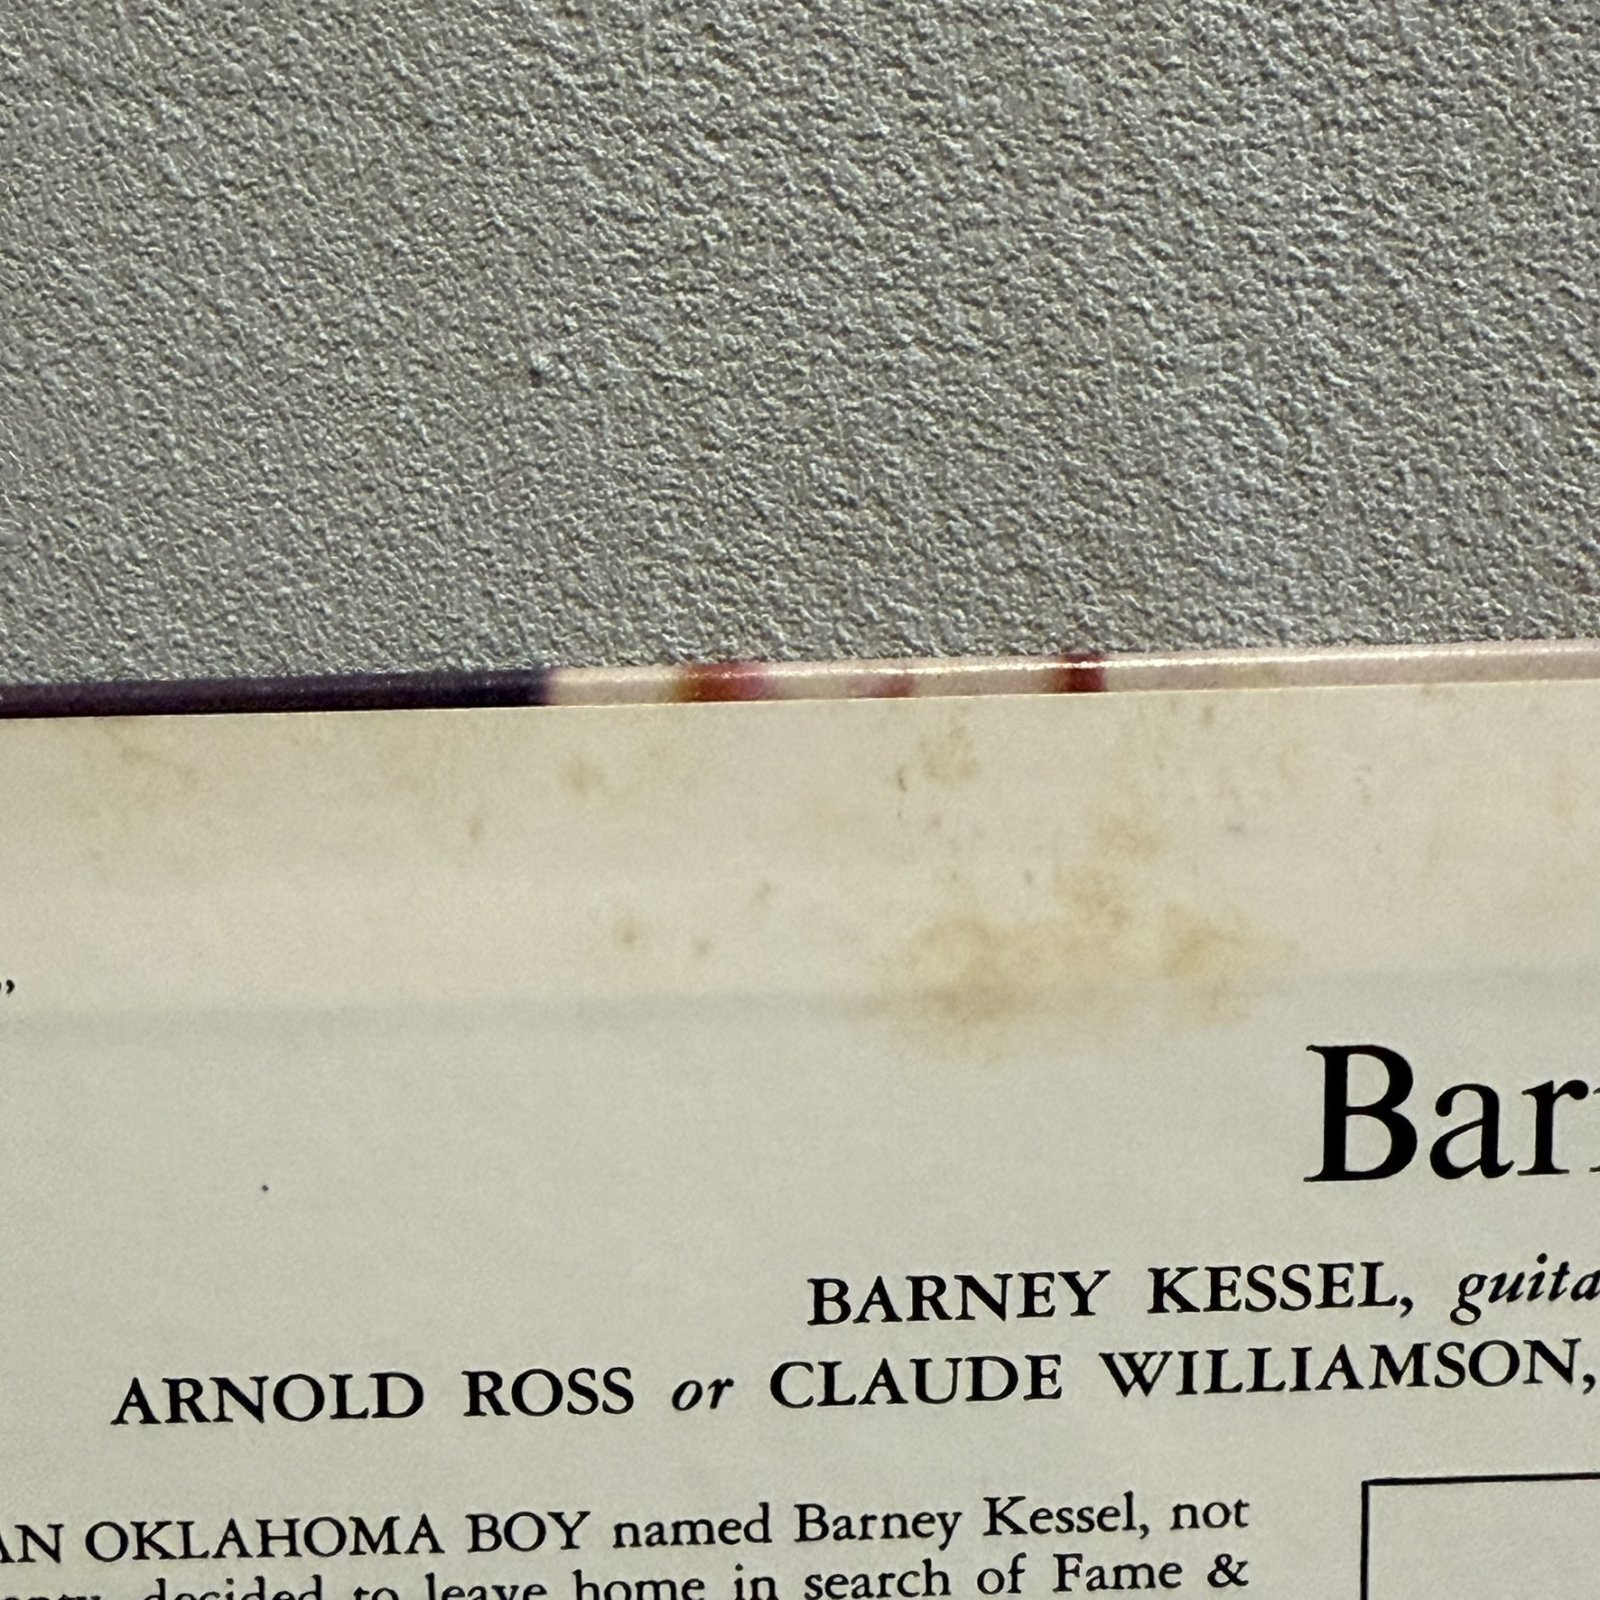 ”
Bar
BARNEY KESSEL, guita
ARNOLD ROSS or CLAUDE WILLIAMSON,
AN OKLAHOMA BOY named Barney Kessel, not
decided to leave home in search of Fame &